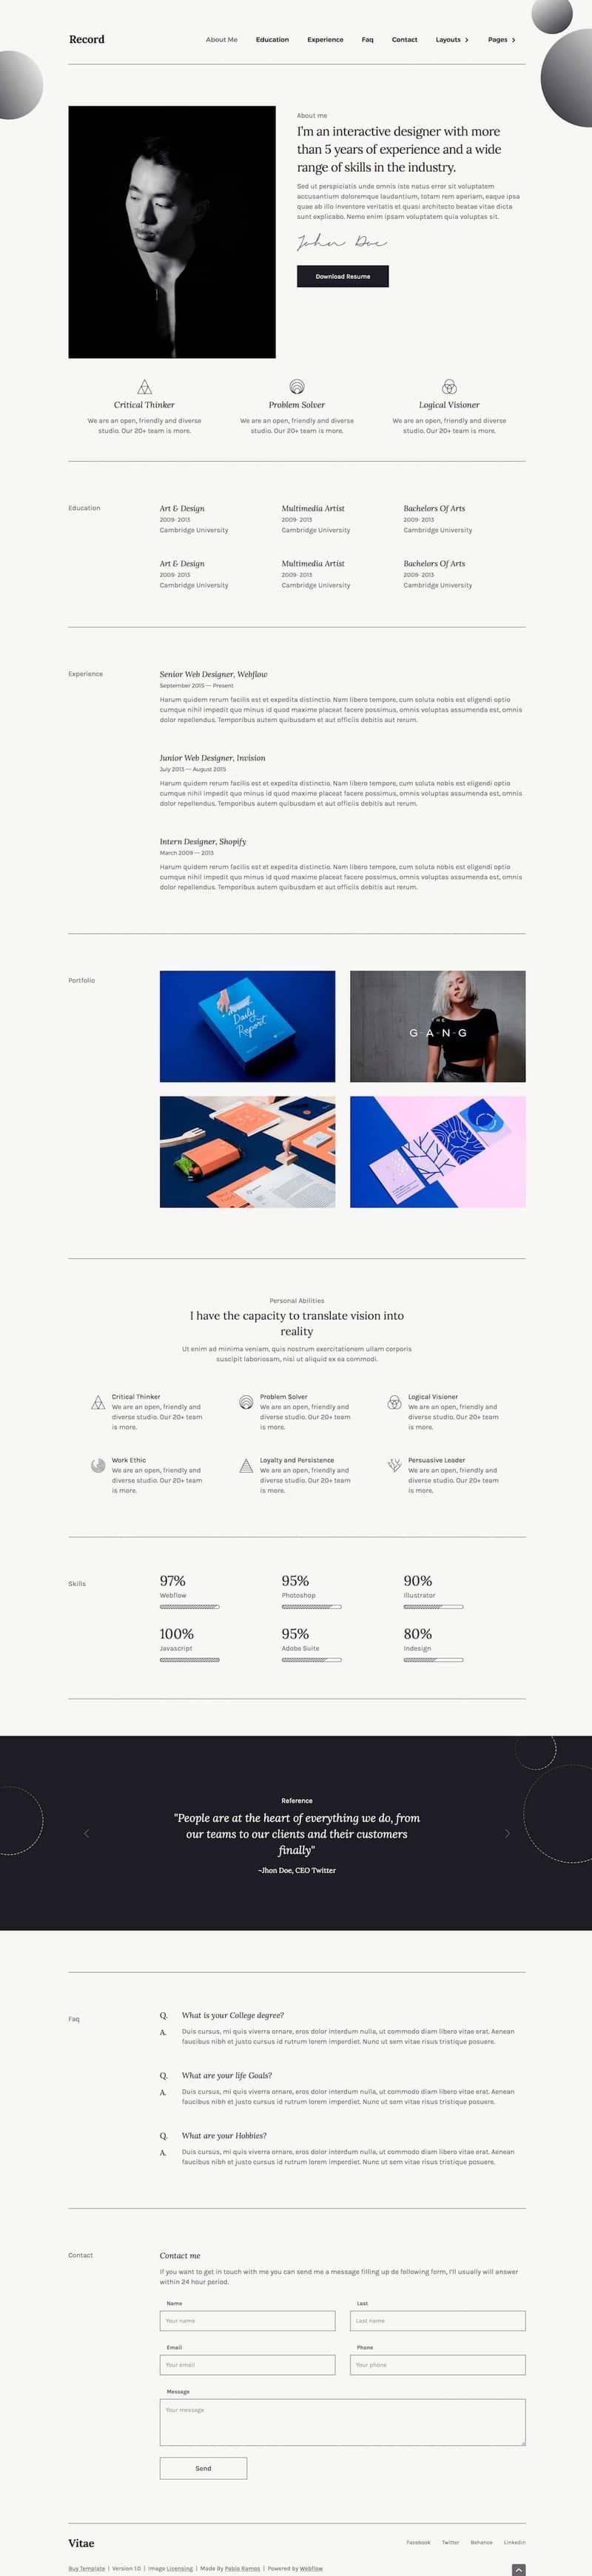 Record
About Me Education Experience Faq Contact Layouts Pages
About me
I'm an interactive designer with more
than 5 years of experience and a wide
range of skills in the industry.
Sed ut perspiciatis unde omnis iste natus error sit voluptatem
accusantium doloremque laudantium, totam rem aperiam, eaque ipsa
quae ab illo inventore veritatis et quasi architecto beatae vitae dicta
sunt explicabo. Nemo enim ipsam voluptatem quia voluptas sit.
John Doe
Download Resume
Critical Thinker
We are an open, friendly and diverse
studio. Our 20+ team is more.
Problem Solver
We are an open, friendly and diverse
studio. Our 20+ team is more.
Logical Visioner
We are an open, friendly and diverse
studio. Our 20+ team is more.
Education
Art & Design
2009- 2013
Cambridge University
Multimedia Artist
2009- 2013
Cambridge University
Bachelors Of Arts
2009- 2013
Cambridge University
Art & Design
2009- 2013
Cambridge University
Multimedia Artist
2009- 2013
Cambridge University
Bachelors Of Arts
2009- 2013
Cambridge University
Experience
Senior Web Designer, Webflow
September 2015 — Present
Harum quidem rerum facilis est et expedita distinctio. Nam libero tempore, cum soluta nobis est eligendi optio
cumque nihil impedit quo minus id quod maxime placeat facere possimus, omnis voluptas assumenda est, omnis
dolor repellendus. Temporibus autem quibusdam et aut officiis debitis aut rerum.
Junior Web Designer, Invision
July 2013 — August 2015
Harum quidem rerum facilis est et expedita distinctio. Nam libero tempore, cum soluta nobis est eligendi optio
cumque nihil impedit quo minus id quod maxime placeat facere possimus, omnis voluptas assumenda est, omnis
dolor repellendus. Temporibus autem quibusdam et aut officiis debitis aut rerum.
Intern Designer, Shopify
March 2009 — 2013
Harum quidem rerum facilis est et expedita distinctio. Nam libero tempore, cum soluta nobis est eligendi optio
cumque nihil impedit quo minus id quod maxime placeat facere possimus, omnis voluptas assumenda est, omnis
dolor repellendus. Temporibus autem quibusdam et aut officiis debitis aut rerum.
Portfolio
Daily
Report
THE
G-A-N-G
Personal Abilities
I have the capacity to translate vision into
reality
Ut enim ad minima veniam, quis nostrum exercitationem ullam corporis
suscipit laboriosam, nisi ut aliquid ex ea commodi.
Critical Thinker
We are an open, friendly and
diverse studio. Our 20+ team
is more.
Problem Solver
We are an open, friendly and
diverse studio. Our 20+ team
is more.
Logical Visioner
We are an open, friendly and
diverse studio. Our 20+ team
is more.
Work Ethic
We are an open, friendly and
diverse studio. Our 20+ team
is more.
Loyalty and Persistence
We are an open, friendly and
diverse studio. Our 20+ team
is more.
Persuasive Leader
We are an open, friendly and
diverse studio. Our 20+ team
is more.
Skills
97%
Webflow
95%
Photoshop
90%
Illustrator
100%
Javascript
95%
Adobe Suite
80%
Indesign
Reference
"People are at the heart of everything we do, from
our teams to our clients and their customers
finally"
~Jhon Doe, CEO Twitter
Faq
Q. What is your College degree?
A. Duis cursus, mi quis viverra ornare, eros dolor interdum nulla, ut commodo diam libero vitae erat. Aenean
faucibus nibh et justo cursus id rutrum lorem imperdiet. Nunc ut sem vitae risus tristique posuere.
Q. What are your life Goals?
A. Duis cursus, mi quis viverra ornare, eros dolor interdum nulla, ut commodo diam libero vitae erat. Aenean
faucibus nibh et justo cursus id rutrum lorem imperdiet. Nunc ut sem vitae risus tristique posuere.
Q. What are your Hobbies?
A. Duis cursus, mi quis viverra ornare, eros dolor interdum nulla, ut commodo diam libero vitae erat. Aenean
faucibus nibh et justo cursus id rutrum lorem imperdiet. Nunc ut sem vitae risus tristique posuere.
Contact
Contact me
If you want to get in touch with me you can send me a message filling up de following form, I'll usually will answer
within 24 hour period.
Name Last
Your name Last name
Email Phone
Your email Your phone
Message
Your message
Send
Vitae
Facebook Twitter Behance Linkedin
Buy Template | Version 1.0 | Image Licensing | Made By Pablo Ramos | Powered by Webflow